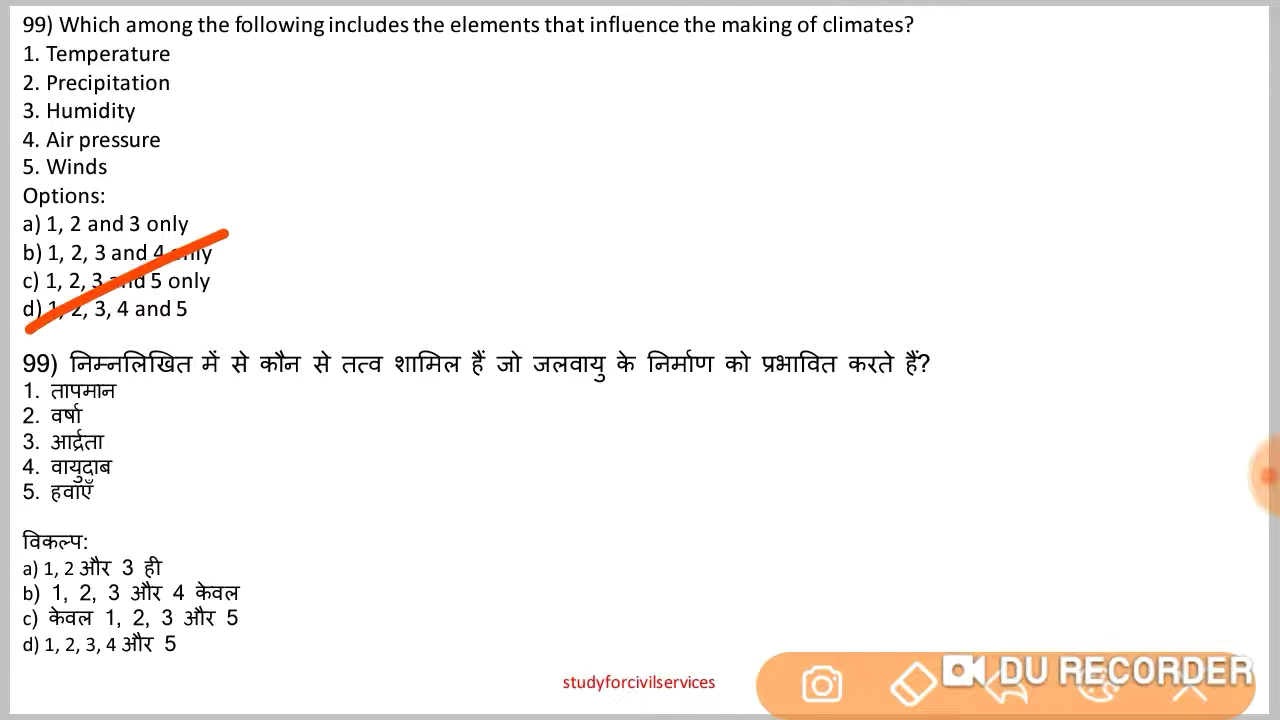 99) Which among the following includes the elements that influence the making of climates?
1. Temperature
2. Precipitation
3. Humidity
4. Air pressure
5. Winds
Options:
a) 1, 2 and 3 only
b) 1, 2, 3 and 4 only
c) 1, 2, 3 and 5 only
d) 1, 2, 3, 4 and 5
99) निम्नलिखित में से कौन से तत्व शामिल हैं जो जलवायु के निर्माण को प्रभावित करते हैं?
1. तापमान
2. वर्षा
3. आर्द्रता
4. वायुदाब
5. हवाएँ
विकल्प:
a) 1, 2 और 3 ही
b) 1, 2, 3 और 4 केवल
c) केवल 1, 2, 3 और 5
d) 1, 2, 3, 4 और 5
studyforcivilservices
DU RECORDER